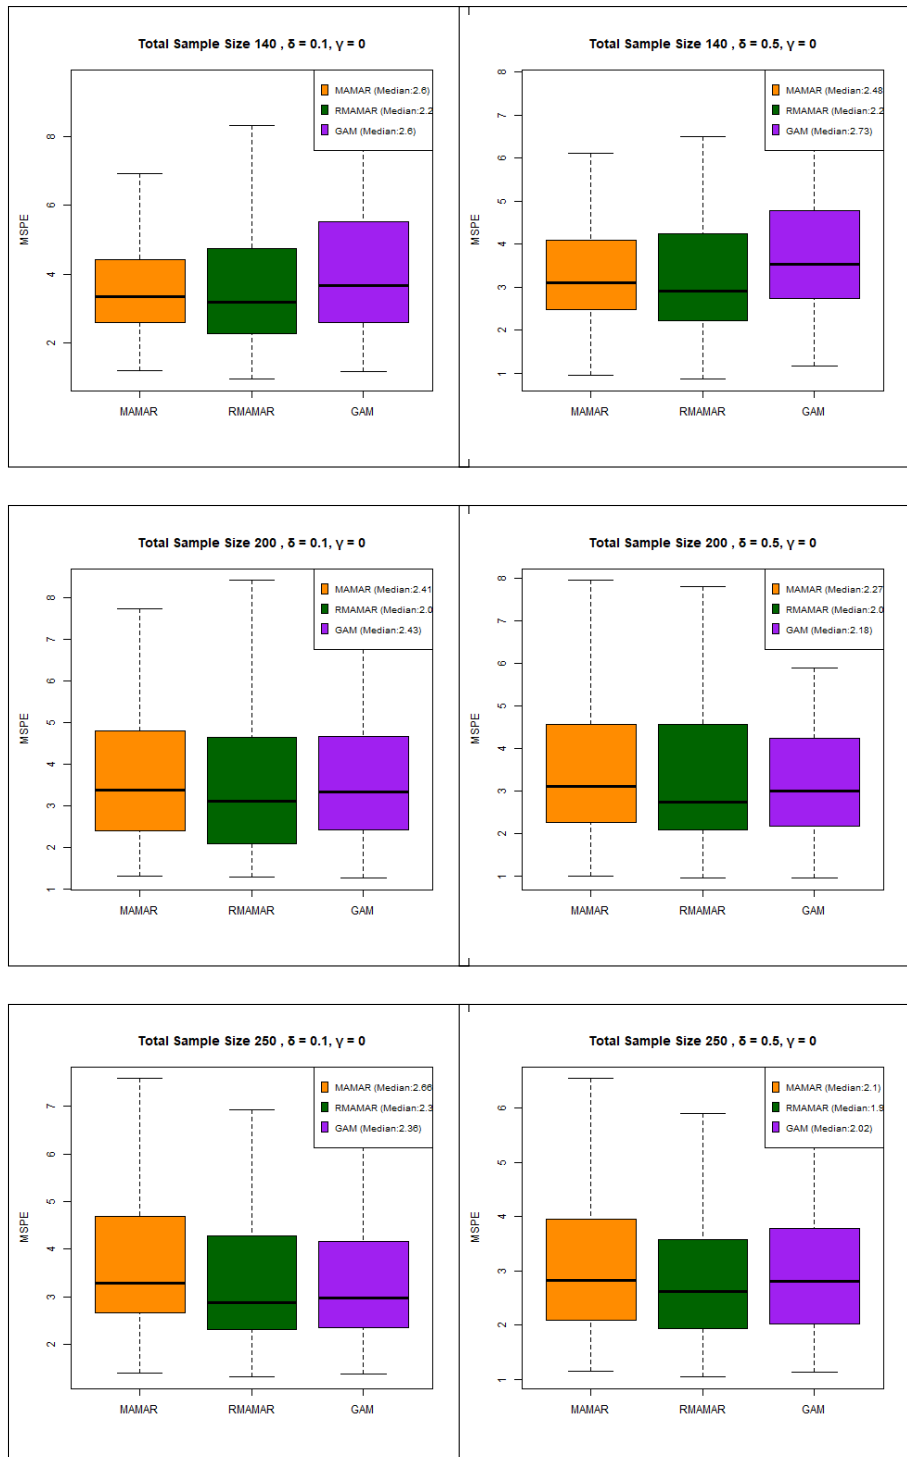 Total Sample Size 140 , δ = 0.1, γ = 0
MAMAR (Median:2.6)
RMAMAR (Median:2.2
GAM (Median:2.6)
MSPE
8
6
4
2
MAMAR RMAMAR GAM
Total Sample Size 140 , δ = 0.5, γ = 0
MAMAR (Median:2.48
RMAMAR (Median:2.2
GAM (Median:2.73)
MSPE
8
7
6
5
4
3
2
1
MAMAR RMAMAR GAM
Total Sample Size 200 , δ = 0.1, γ = 0
MAMAR (Median:2.41
RMAMAR (Median:2.0
GAM (Median:2.43)
MSPE
8
7
6
5
4
3
2
1
MAMAR RMAMAR GAM
Total Sample Size 200 , δ = 0.5, γ = 0
MAMAR (Median:2.27
RMAMAR (Median:2.0
GAM (Median:2.18)
MSPE
8
7
6
5
4
3
2
1
MAMAR RMAMAR GAM
Total Sample Size 250 , δ = 0.1, γ = 0
MAMAR (Median:2.66
RMAMAR (Median:2.3
GAM (Median:2.36)
MSPE
7
6
5
4
3
2
MAMAR RMAMAR GAM
Total Sample Size 250 , δ = 0.5, γ = 0
MAMAR (Median:2.1)
RMAMAR (Median:1.9
GAM (Median:2.02)
MSPE
6
5
4
3
2
1
MAMAR RMAMAR GAM